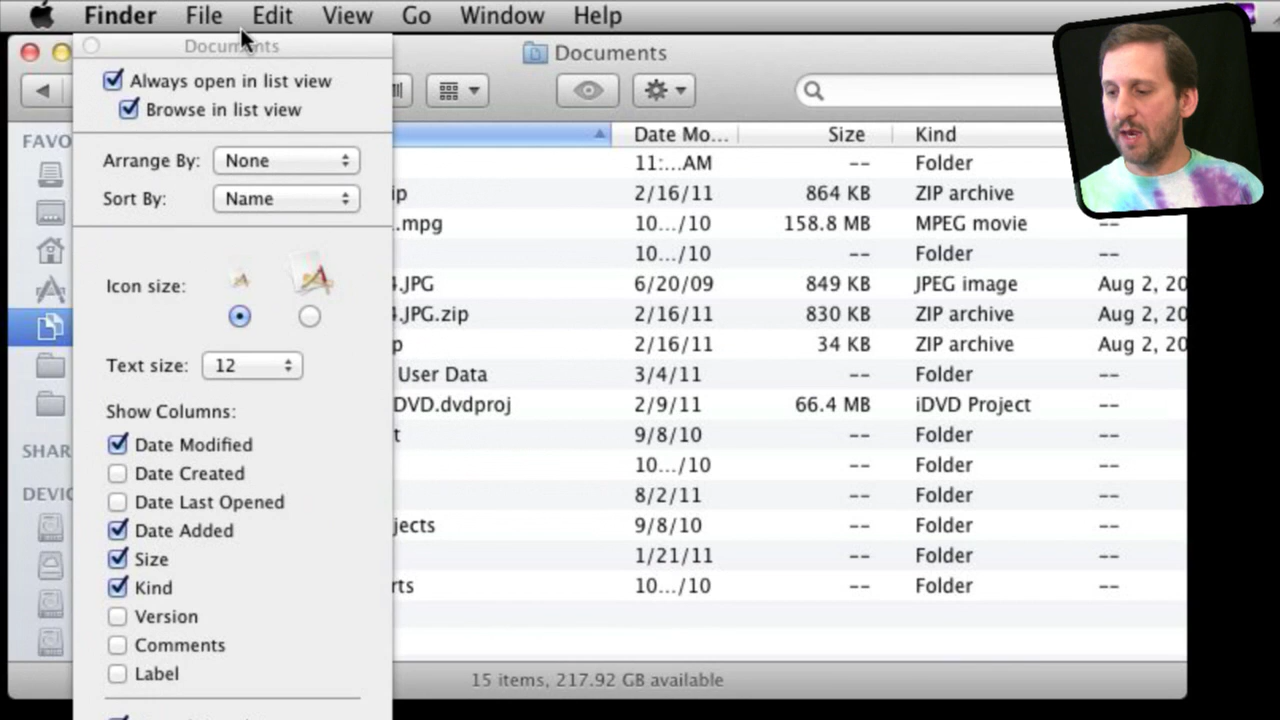 Finder File Edit View Go Window Help
Documents
Documents
Always open in list view
Browse in list view
Arrange By: None
Sort By: Name
Icon size:
Text size: 12
Show Columns:
Date Modified
Date Created
Date Last Opened
Date Added
Size
Kind
Version
Comments
Label
FAVO
SHAR
DEVIC
Date Mo... Size Kind
11:...AM -- Folder
ip 2/16/11 864 KB ZIP archive
..mpg 10.../10 158.8 MB MPEG movie --
10.../10 -- Folder --
4.JPG 6/20/09 849 KB JPEG image Aug 2, 20
4.JPG.zip 2/16/11 830 KB ZIP archive Aug 2, 20
p 2/16/11 34 KB ZIP archive Aug 2, 20
User Data 3/4/11 -- Folder --
DVD.dvdproj 2/9/11 66.4 MB iDVD Project --
t 9/8/10 -- Folder --
10.../10 -- Folder --
8/2/11 -- Folder --
jects 9/8/10 -- Folder --
1/21/11 -- Folder --
rts 10.../10 -- Folder --
15 items, 217.92 GB available